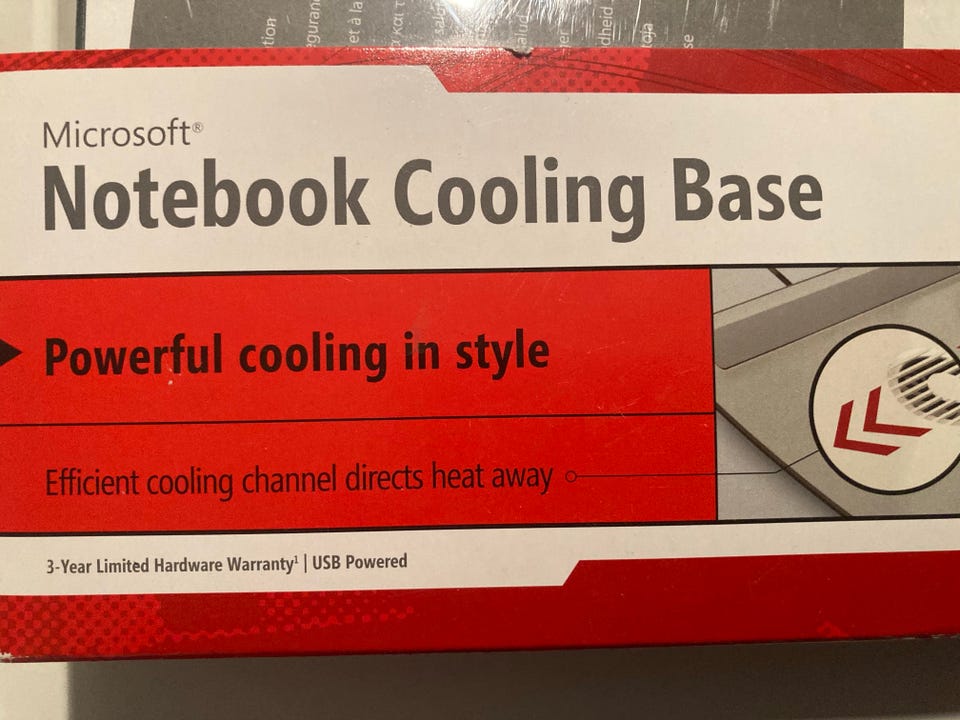 Microsoft®
Notebook Cooling Base
Powerful cooling in style
Efficient cooling channel directs heat away
3-Year Limited Hardware Warranty¹ | USB Powered